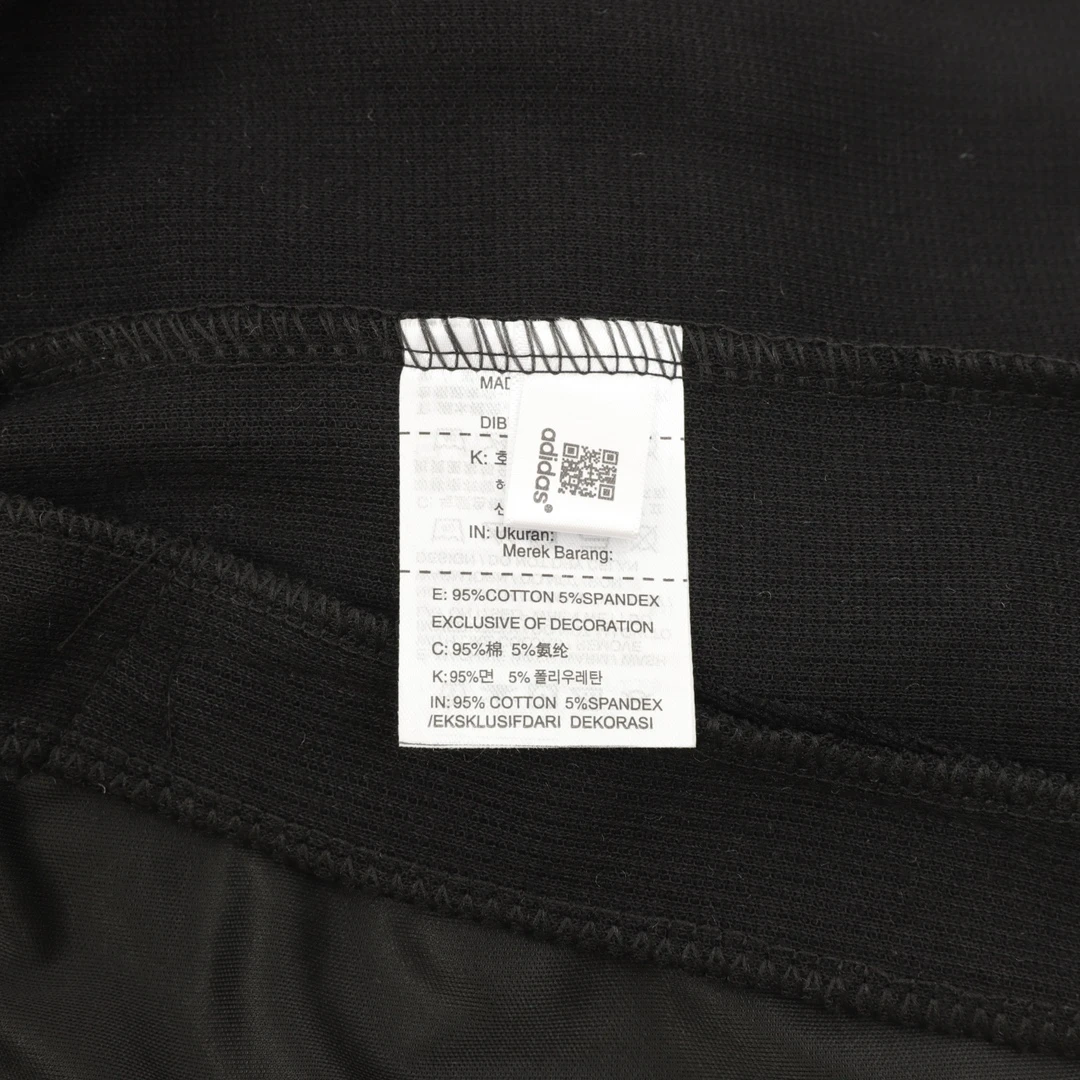 MAD
DIB
adidas®
K: 호
IN: Ukuran:
Merek Barang:
E: 95%COTTON 5%SPANDEX
EXCLUSIVE OF DECORATION
C: 95%棉 5%氨纶
K: 95%면 5% 폴리우레탄
IN: 95% COTTON 5%SPANDEX
/EKSKLUSIFDARI DEKORASI